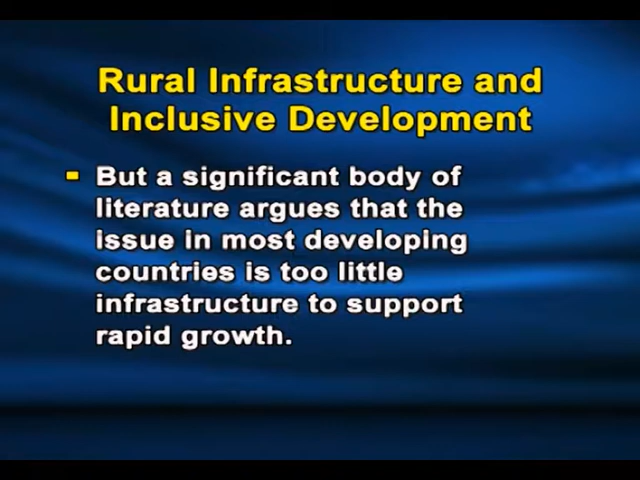 Rural Infrastructure and
Inclusive Development
But a significant body of
literature argues that the
issue in most developing
countries is too little
infrastructure to support
rapid growth.